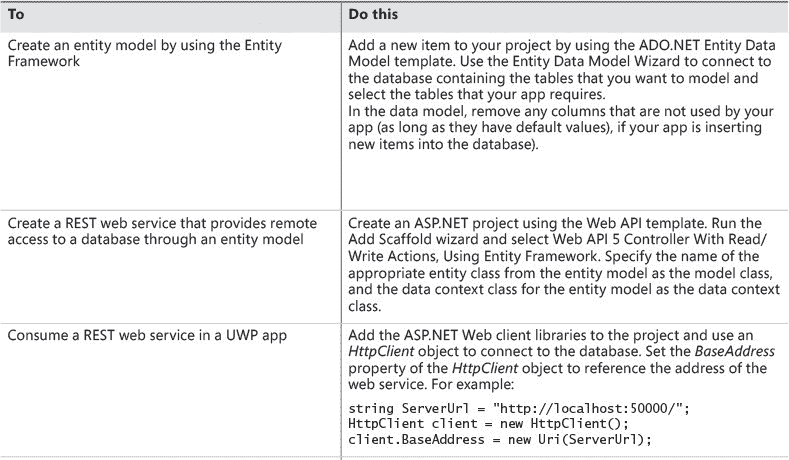 To
Do this
Create an entity model by using the Entity
Framework
Add a new item to your project by using the ADO.NET Entity Data
Model template. Use the Entity Data Model Wizard to connect to
the database containing the tables that you want to model and
select the tables that your app requires.
In the data model, remove any columns that are not used by your
app (as long as they have default values), if your app is inserting
new items into the database).
Create a REST web service that provides remote
access to a database through an entity model
Create an ASP.NET project using the Web API template. Run the
Add Scaffold wizard and select Web API 5 Controller With Read/
Write Actions, Using Entity Framework. Specify the name of the
appropriate entity class from the entity model as the model class,
and the data context class for the entity model as the data context
class.
Consume a REST web service in a UWP app
Add the ASP.NET Web client libraries to the project and use an
HttpClient object to connect to the database. Set the BaseAddress
property of the HttpClient object to reference the address of the
web service. For example:
string ServerUrl = "http://localhost:50000/";
HttpClient client = new HttpClient();
client.BaseAddress = new Uri(ServerUrl);